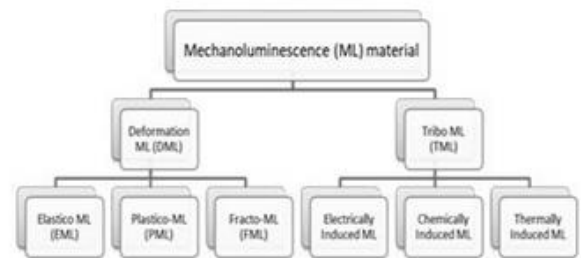 Mechanoluminescence (ML) material
Deformation
ML (DML)
Tribo ML
(TML)
Elastico ML
(EML)
Plastico-ML
(PML)
Fracto-ML
(FML)
Electrically
Induced ML
Chemically
Induced ML
Thermally
Induced ML